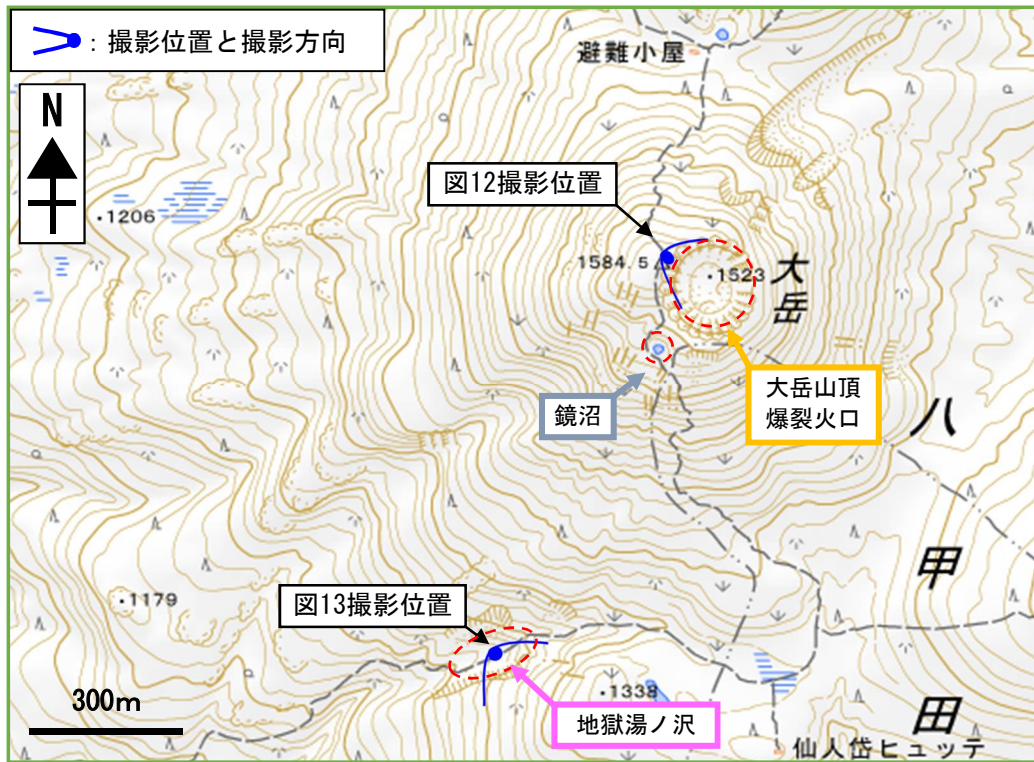 ：撮影位置と撮影方向
N
避難小屋
図12撮影位置
・1206
1584.5
・1523
大岳
鏡沼
大岳山頂
爆裂火口
八
甲
田
・1179
図13撮影位置
・1338
300m
地獄湯ノ沢
仙人岱ヒュッテ